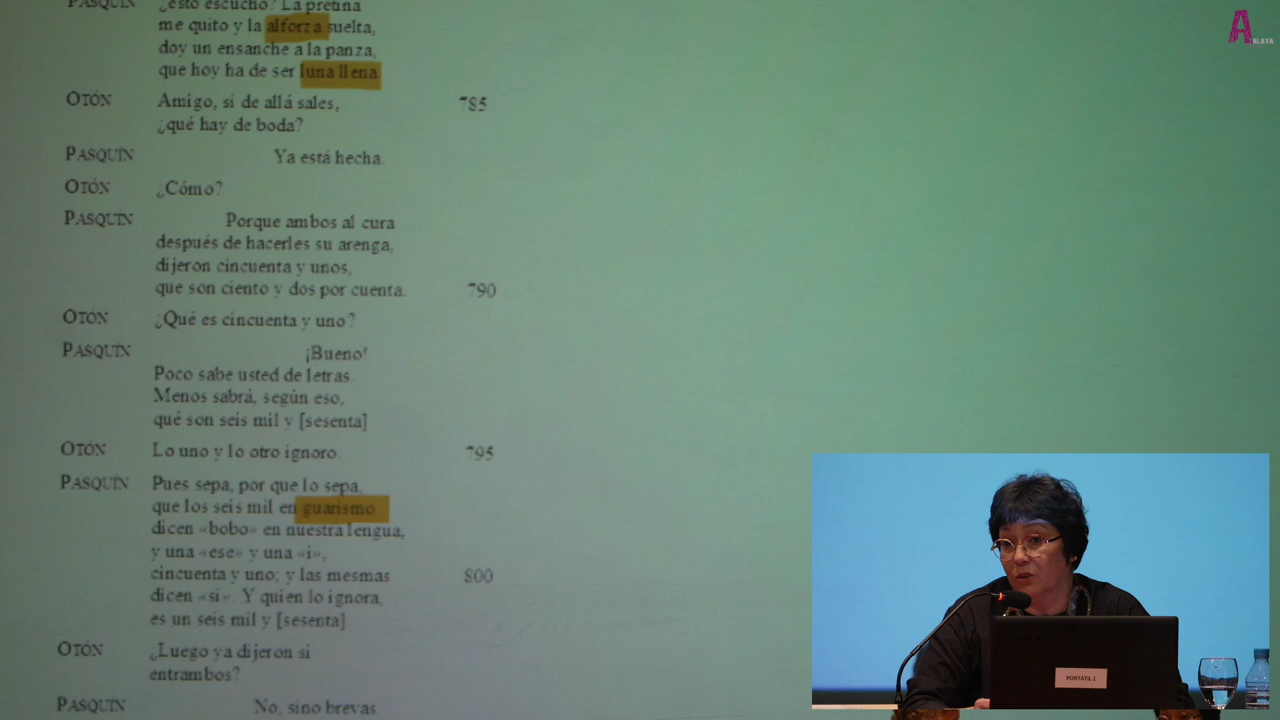 PASQUÍN ¿esto escucho? La pretina
me quito y la alforza suelta,
doy un ensanche a la panza,
que hoy ha de ser luna llena.
OTÓN Amigo, si de allá sales, 785
¿qué hay de boda?
PASQUÍN Ya está hecha.
OTÓN ¿Cómo?
PASQUÍN Porque ambos al cura
después de hacerles su arenga,
dijeron cincuenta y unos,
que son ciento y dos por cuenta. 790
OTÓN ¿Qué es cincuenta y uno?
PASQUÍN ¡Bueno!
Poco sabe usted de letras.
Menos sabrá, según eso,
qué son seis mil y [sesenta]
OTÓN Lo uno y lo otro ignoro. 795
PASQUÍN Pues sepa, por que lo sepa,
que los seis mil en guarismo
dicen «bobo» en nuestra lengua,
y una «ese» y una «i»,
cincuenta y uno; y las mesmas 800
dicen «si». Y quien lo ignora,
es un seis mil y [sesenta]
OTÓN ¿Luego ya dijeron sí
entrambos?
PASQUÍN No, sino brevas
ALAYA
PORTÁTIL 1